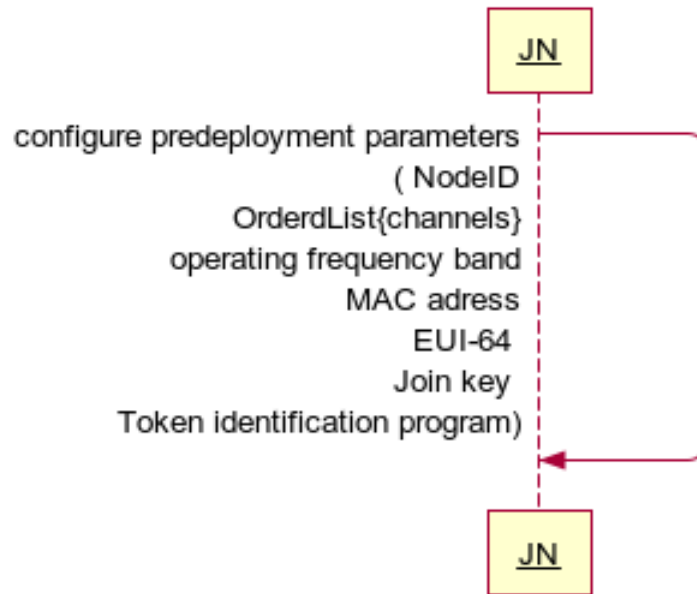 JN
configure predeployment parameters
( NodeID
OrderdList{channels}
operating frequency band
MAC adress
EUI-64
Join key
Token identification program)
JN